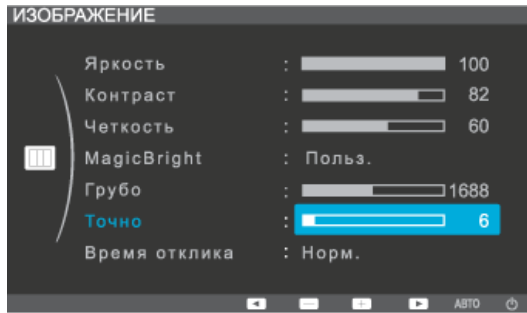 ИЗОБРАЖЕНИЕ
Яркость : 100
Контраст : 82
Четкость : 60
MagicBright : Польз.
Грубо : 1688
Точно : 6
Время отклика : Норм.
АВТО